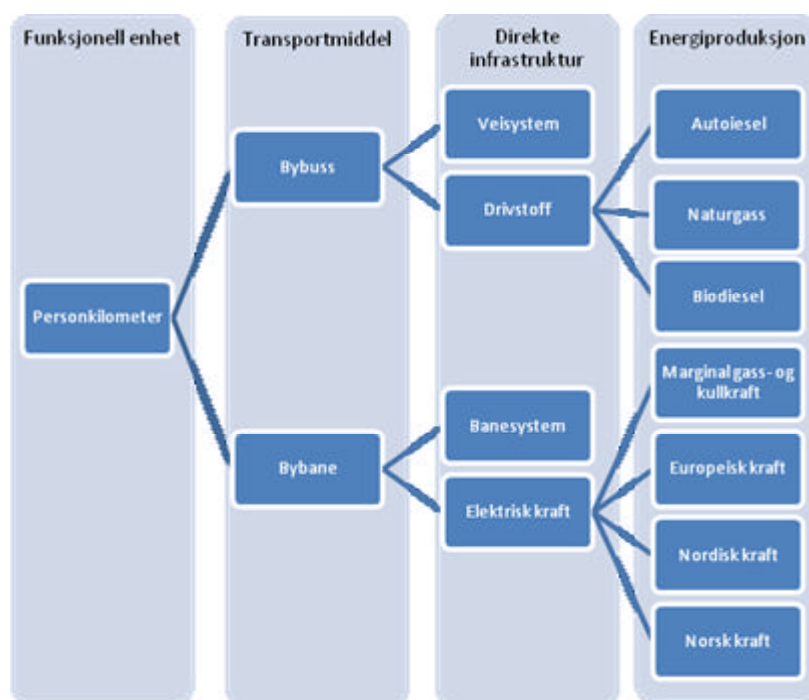 Funksjonell enhet
Transportmiddel
Direkte
infrastruktur
Energiproduksjon
Personkilometer
Bybuss
Bybane
Veisystem
Drivstoff
Banesystem
Elektrisk kraft
Autoiesel
Naturgass
Biodiesel
Marginal gass- og
kullkraft
Europeisk kraft
Nordisk kraft
Norsk kraft